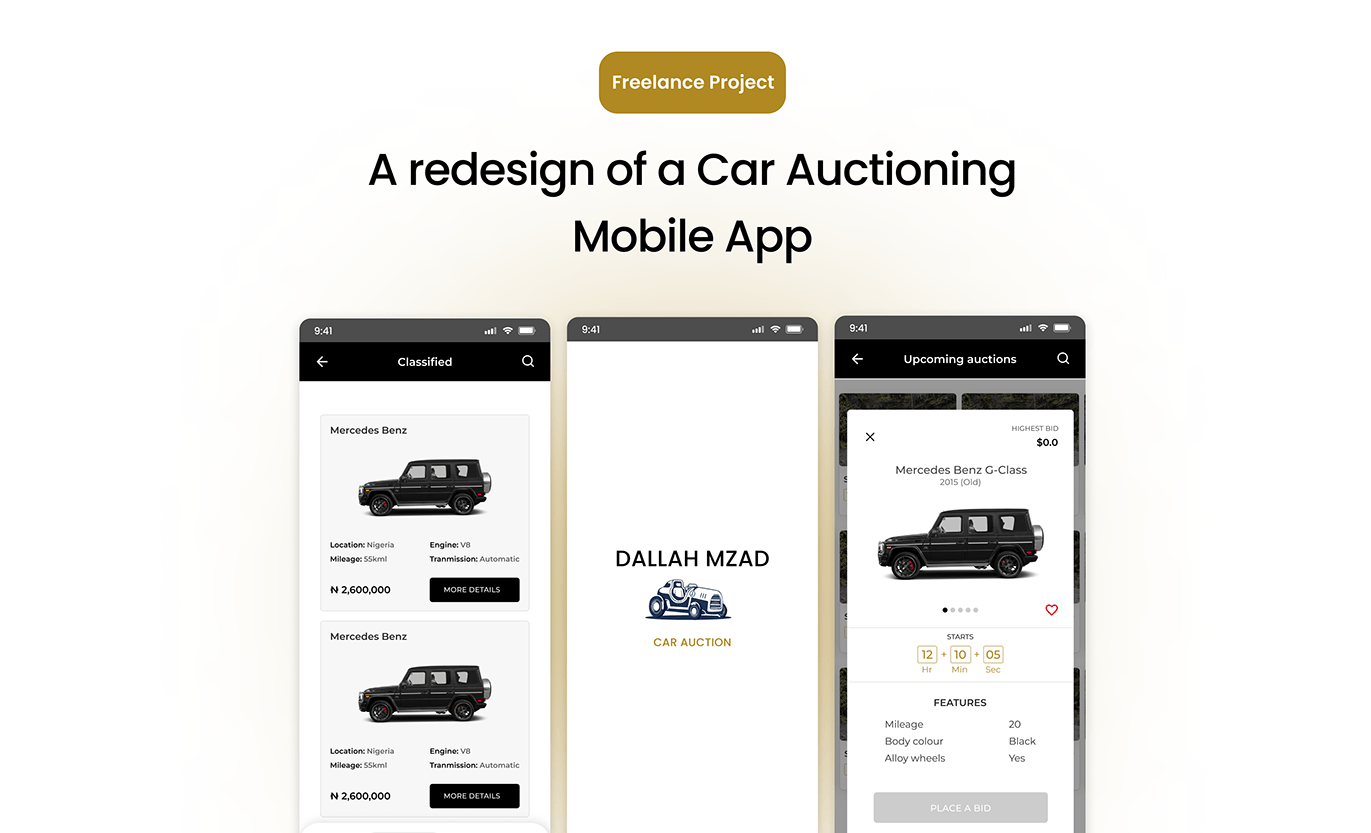 Freelance Project
A redesign of a Car Auctioning
Mobile App
9:41
Classified
Mercedes Benz
Location: Nigeria
Engine: V8
Mileage: 55kml
Tranmission: Automatic
₦ 2,600,000
MORE DETAILS
Mercedes Benz
Location: Nigeria
Engine: V8
Mileage: 55kml
Tranmission: Automatic
₦ 2,600,000
MORE DETAILS
9:41
DALLAH MZAD
CAR AUCTION
9:41
Upcoming auctions
HIGHEST BID
$0.0
Mercedes Benz G-Class
2015 (Old)
STARTS
12 + 10 + 05
Hr Min Sec
FEATURES
Mileage 20
Body colour Black
Alloy wheels Yes
PLACE A BID